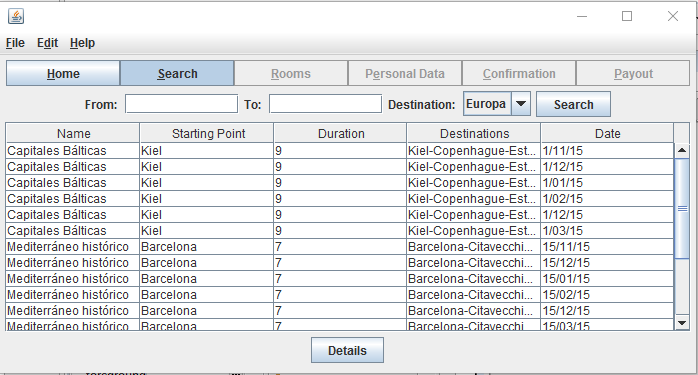 File Edit Help
Home Search Rooms Personal Data Confirmation Payout
From: To: Destination: Europa Search
Name Starting Point Duration Destinations Date
Capitales Bálticas Kiel 9 Kiel-Copenhague-Est... 1/11/15
Capitales Bálticas Kiel 9 Kiel-Copenhague-Est... 1/12/15
Capitales Bálticas Kiel 9 Kiel-Copenhague-Est... 1/01/15
Capitales Bálticas Kiel 9 Kiel-Copenhague-Est... 1/02/15
Capitales Bálticas Kiel 9 Kiel-Copenhague-Est... 1/12/15
Capitales Bálticas Kiel 9 Kiel-Copenhague-Est... 1/03/15
Mediterráneo histórico Barcelona 7 Barcelona-Citavecchi... 15/11/15
Mediterráneo histórico Barcelona 7 Barcelona-Citavecchi... 15/12/15
Mediterráneo histórico Barcelona 7 Barcelona-Citavecchi... 15/01/15
Mediterráneo histórico Barcelona 7 Barcelona-Citavecchi... 15/02/15
Mediterráneo histórico Barcelona 7 Barcelona-Citavecchi... 15/12/15
Mediterráneo histórico Barcelona 7 Barcelona-Citavecchi... 15/03/15
Details